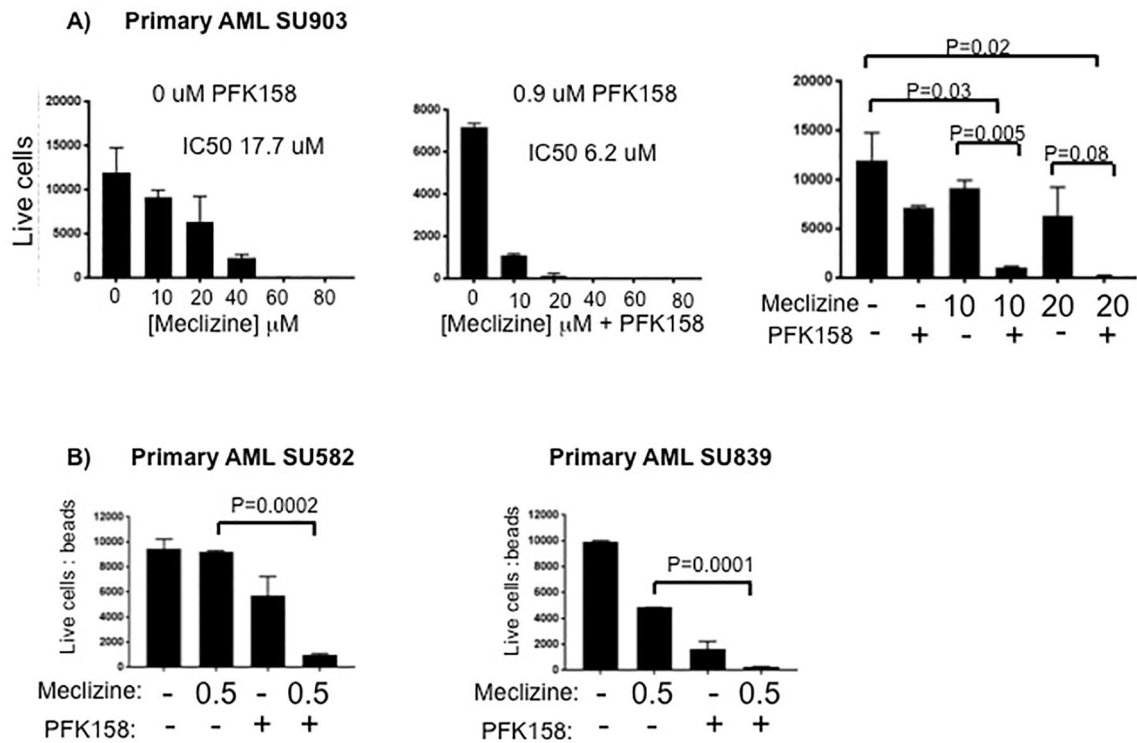 A) Primary AML SU903
0 uM PFK158
IC50 17.7 uM
Live cells
20000
15000
10000
5000
0
0 10 20 40 60 80
[Meclizine] μM
0.9 uM PFK158
IC50 6.2 uM
8000
6000
4000
2000
0
0 10 20 40 60 80
[Meclizine] μM + PFK158
P=0.02
P=0.03
P=0.005
P=0.08
20000
15000
10000
5000
0
Meclizine - - 10 10 20 20
PFK158 - + - + - +
B) Primary AML SU582
P=0.0002
Live cells : beads
12000
10000
8000
6000
4000
2000
0
Meclizine: - 0.5 - 0.5
PFK158: - - + +
Primary AML SU839
P=0.0001
Live cells :beads
12000
10000
8000
6000
4000
2000
0
Meclizine: - 0.5 - 0.5
PFK158: - - + +